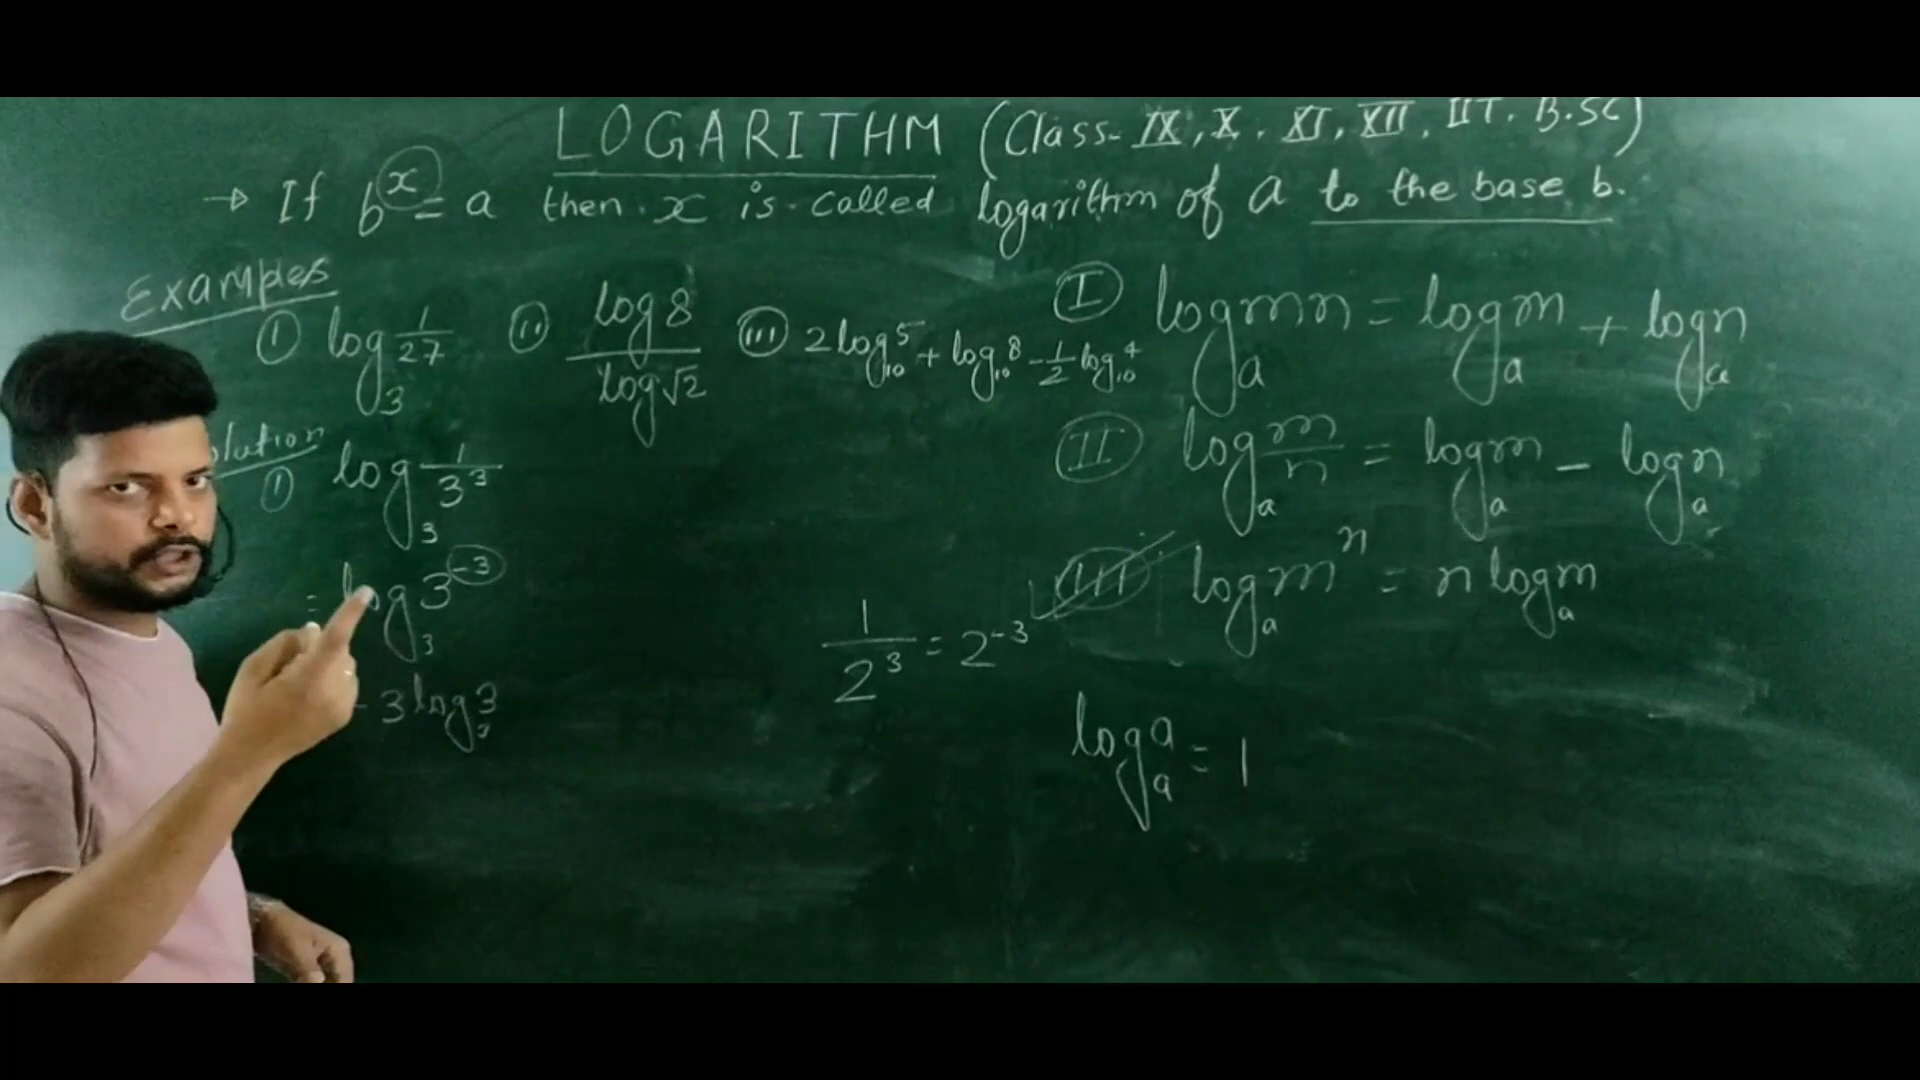 LOGARITHM (Class- IX, X, XI, XII, IIT, B.SC)
→ If b^x = a then x is called logarithm of a to the base b.
Examples
(i) log_3 1/27 (ii) log 8 / log √2 (iii) 2 log_10 5 + log_10 8 - 1/2 log_10 4
(I) log_a mn = log_a m + log_a n
(II) log_a m/n = log_a m - log_a n
(III) log_a m^n = n log_a m
lution
(i) log_3 1/3^3
= log_3 3^-3
- 3 log_3 3
1/2^3 = 2^-3
log_a a = 1